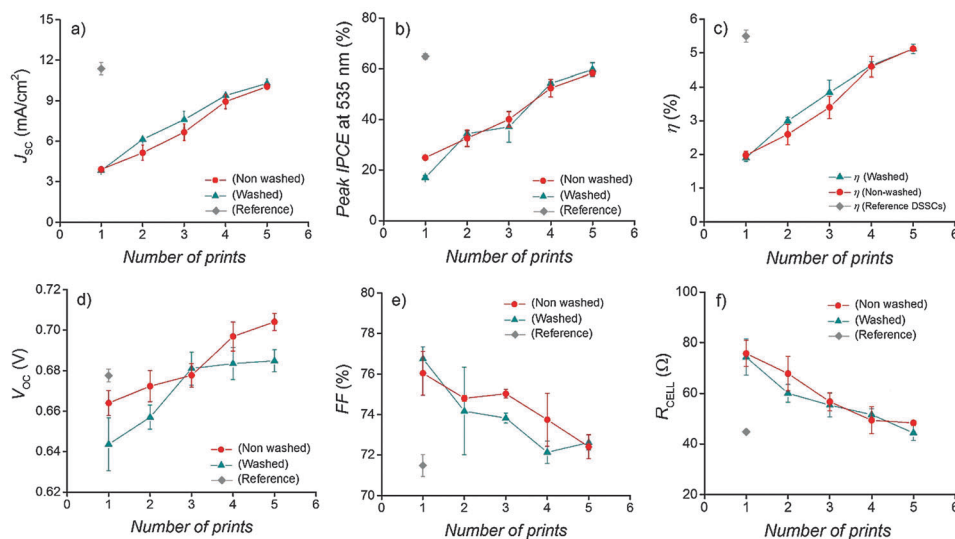 a)
J_SC (mA/cm²)
15
12
9
6
3
0
(Non washed)
(Washed)
(Reference)
0 1 2 3 4 5 6
Number of prints
b)
Peak IPCE at 535 nm (%)
80
60
40
20
0
(Non washed)
(Washed)
(Reference)
0 1 2 3 4 5 6
Number of prints
c)
η (%)
6
5
4
3
2
1
0
η (Washed)
η (Non-washed)
η (Reference DSSCs)
0 1 2 3 4 5 6
Number of prints
d)
V_OC (V)
0.72
0.70
0.68
0.66
0.64
0.62
(Non washed)
(Washed)
(Reference)
0 1 2 3 4 5 6
Number of prints
e)
FF (%)
80
78
76
74
72
70
(Non washed)
(Washed)
(Reference)
0 1 2 3 4 5 6
Number of prints
f)
R_CELL (Ω)
100
80
60
40
20
(Non washed)
(Washed)
(Reference)
0 1 2 3 4 5 6
Number of prints